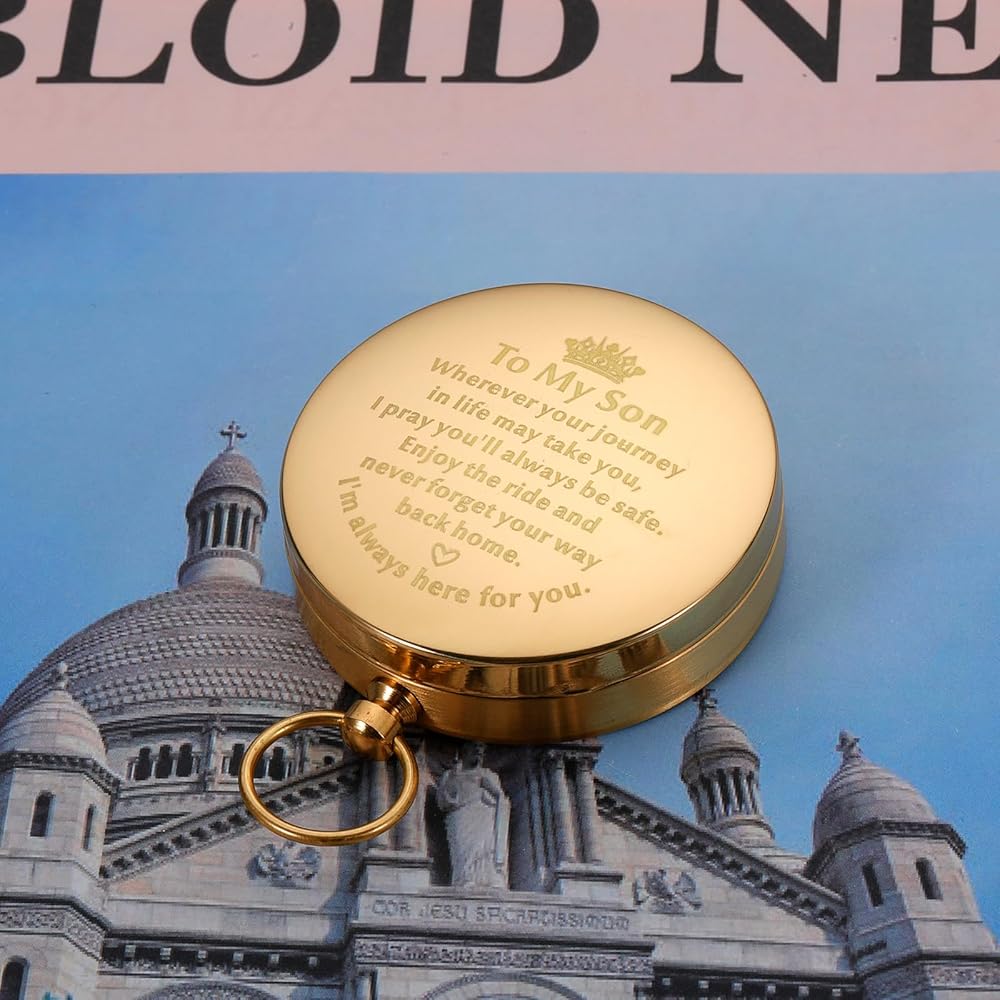 BLOID NE
To My Son
Wherever your journey
in life may take you,
I pray you'll always be safe.
Enjoy the ride and
never forget your way
back home.
I'm always here for you.
COR JESU SACRATISSIMUM